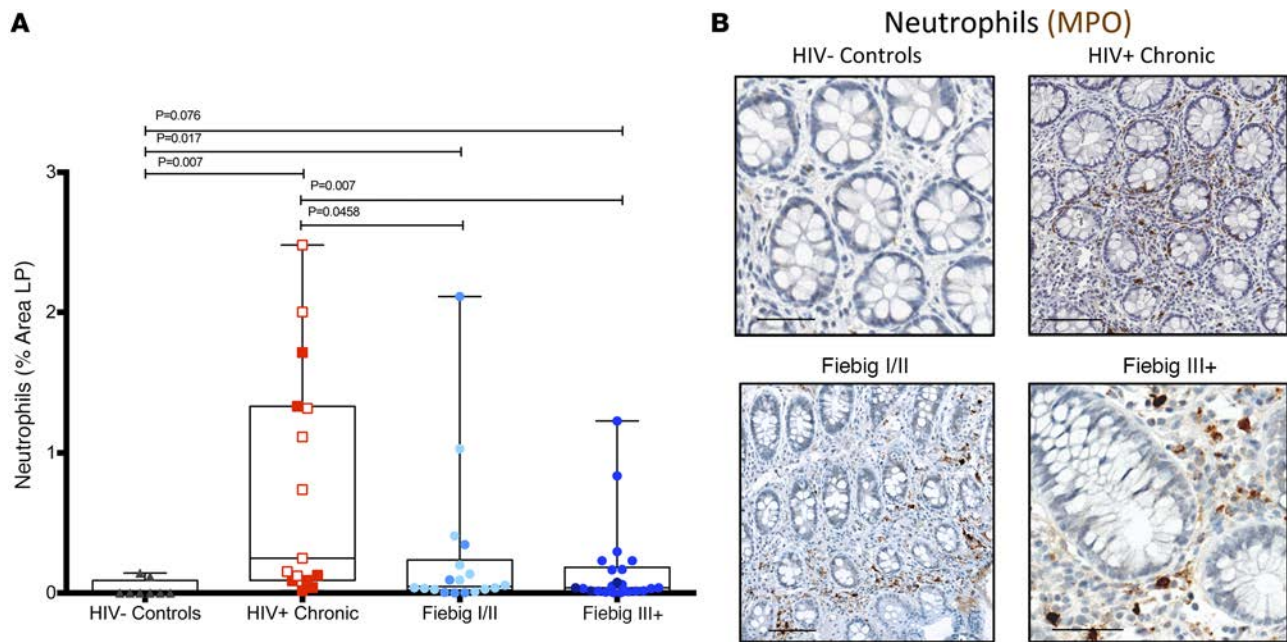 A
P=0.076
P=0.017
P=0.007
P=0.007
P=0.0458
3
2
1
0
Neutrophils (% Area LP)
HIV- Controls
HIV+ Chronic
Fiebig I/II
Fiebig III+
B
Neutrophils (MPO)
HIV- Controls
HIV+ Chronic
Fiebig I/II
Fiebig III+